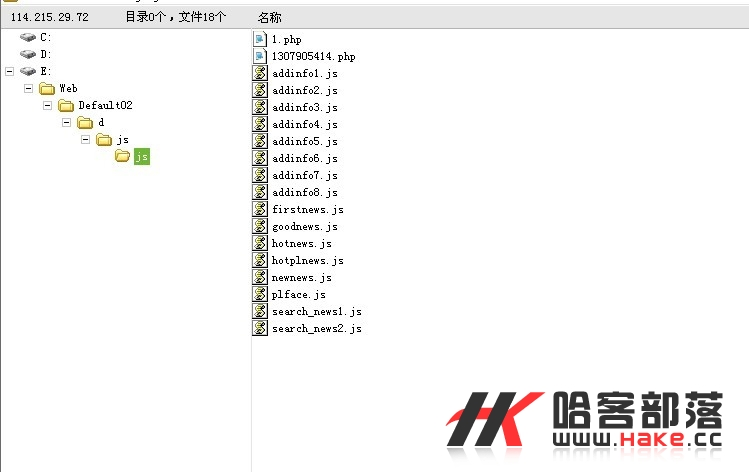 114.215.29.72 目录0个，文件18个 名称
C:
D:
E:
Web
Default02
d
js
js
1.php
1307905414.php
addinfo1.js
addinfo2.js
addinfo3.js
addinfo4.js
addinfo5.js
addinfo6.js
addinfo7.js
addinfo8.js
firstnews.js
goodnews.js
hotnews.js
hotplnews.js
newnews.js
plface.js
search_news1.js
search_news2.js
HK 哈客部落
www.Hake.cc